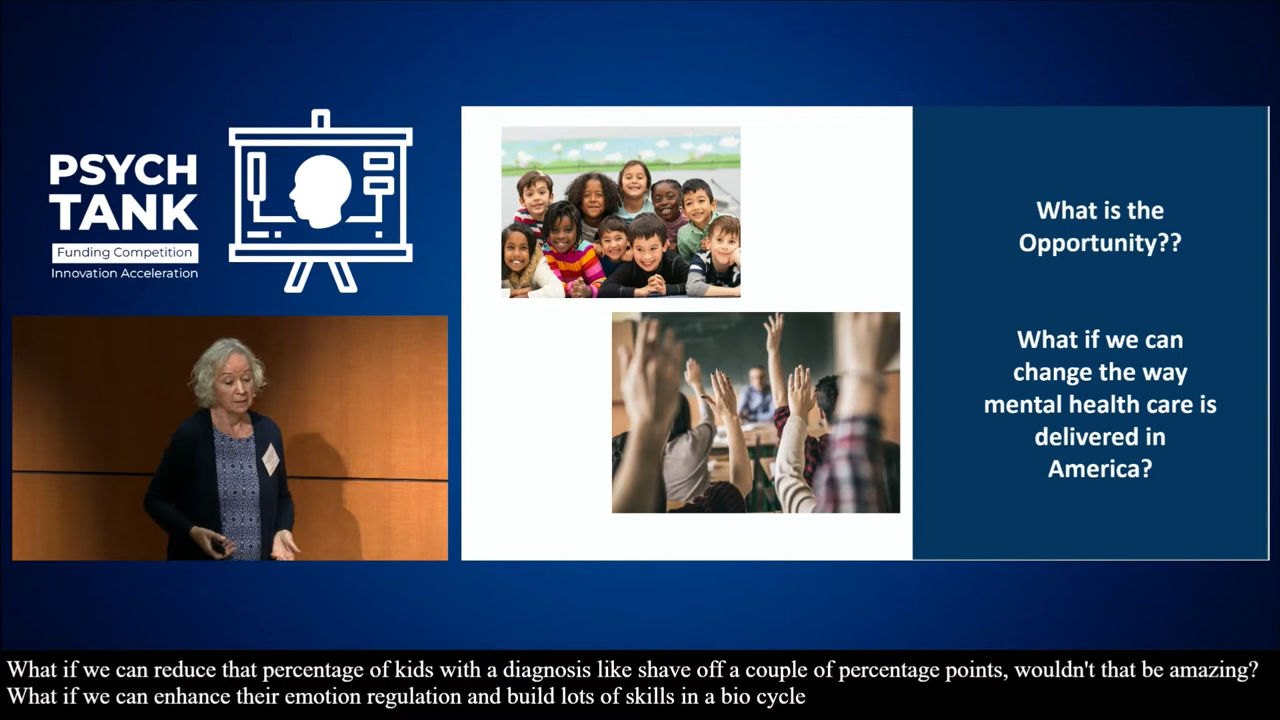 PSYCH
TANK
Funding Competition
Innovation Acceleration
What is the
Opportunity??
What if we can
change the way
mental health care is
delivered in
America?
What if we can reduce that percentage of kids with a diagnosis like shave off a couple of percentage points, wouldn't that be amazing?
What if we can enhance their emotion regulation and build lots of skills in a bio cycle